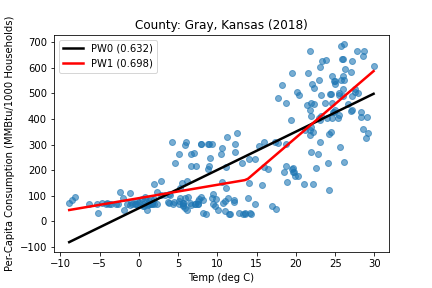 County: Gray, Kansas (2018)
PW0 (0.632)
PW1 (0.698)
Per-Capita Consumption (MMBtu/1000 Households)
700
600
500
400
300
200
100
0
−100
−10 −5 0 5 10 15 20 25 30
Temp (deg C)